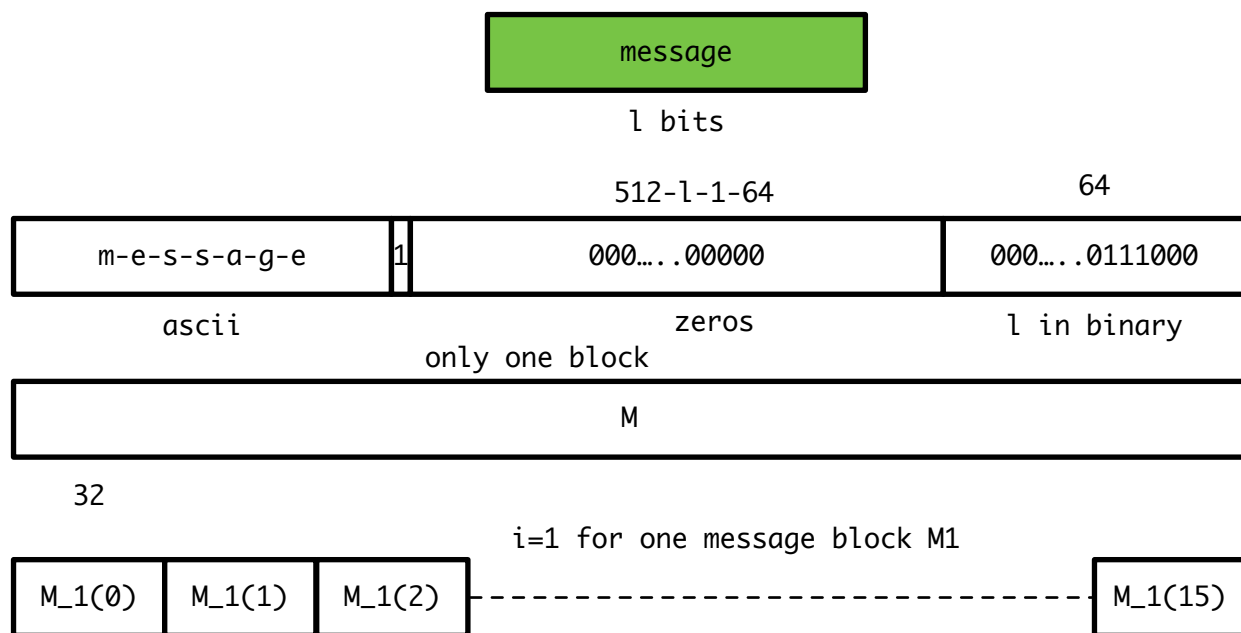 message
l bits
512-l-1-64 64
m-e-s-s-a-g-e 1 000…..00000 000…..0111000
ascii zeros l in binary
only one block
M
32
i=1 for one message block M1
M_1(0) M_1(1) M_1(2) M_1(15)